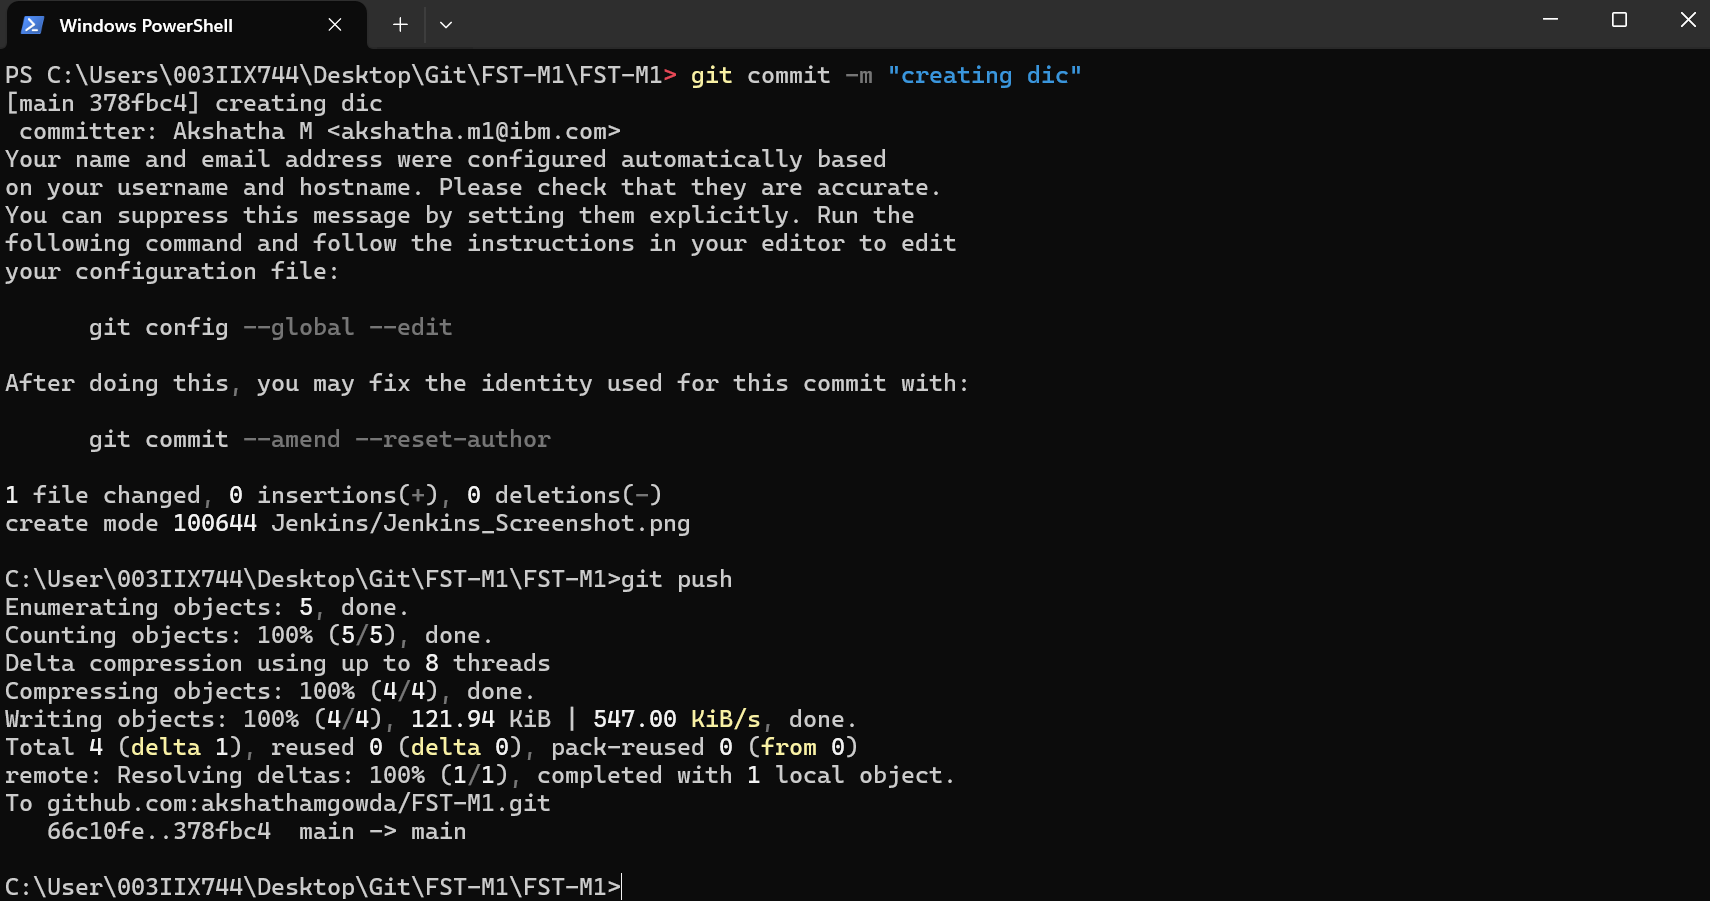 Windows PowerShell
PS C:\Users\003IIX744\Desktop\Git\FST-M1\FST-M1> git commit -m "creating dic"
[main 378fbc4] creating dic
 committer: Akshatha M <akshatha.m1@ibm.com>
Your name and email address were configured automatically based
on your username and hostname. Please check that they are accurate.
You can suppress this message by setting them explicitly. Run the
following command and follow the instructions in your editor to edit
your configuration file:
      git config --global --edit
After doing this, you may fix the identity used for this commit with:
      git commit --amend --reset-author
1 file changed, 0 insertions(+), 0 deletions(-)
create mode 100644 Jenkins/Jenkins_Screenshot.png
C:\User\003IIX744\Desktop\Git\FST-M1\FST-M1>git push
Enumerating objects: 5, done.
Counting objects: 100% (5/5), done.
Delta compression using up to 8 threads
Compressing objects: 100% (4/4), done.
Writing objects: 100% (4/4), 121.94 KiB | 547.00 KiB/s, done.
Total 4 (delta 1), reused 0 (delta 0), pack-reused 0 (from 0)
remote: Resolving deltas: 100% (1/1), completed with 1 local object.
To github.com:akshathamgowda/FST-M1.git
   66c10fe..378fbc4  main -> main
C:\User\003IIX744\Desktop\Git\FST-M1\FST-M1>